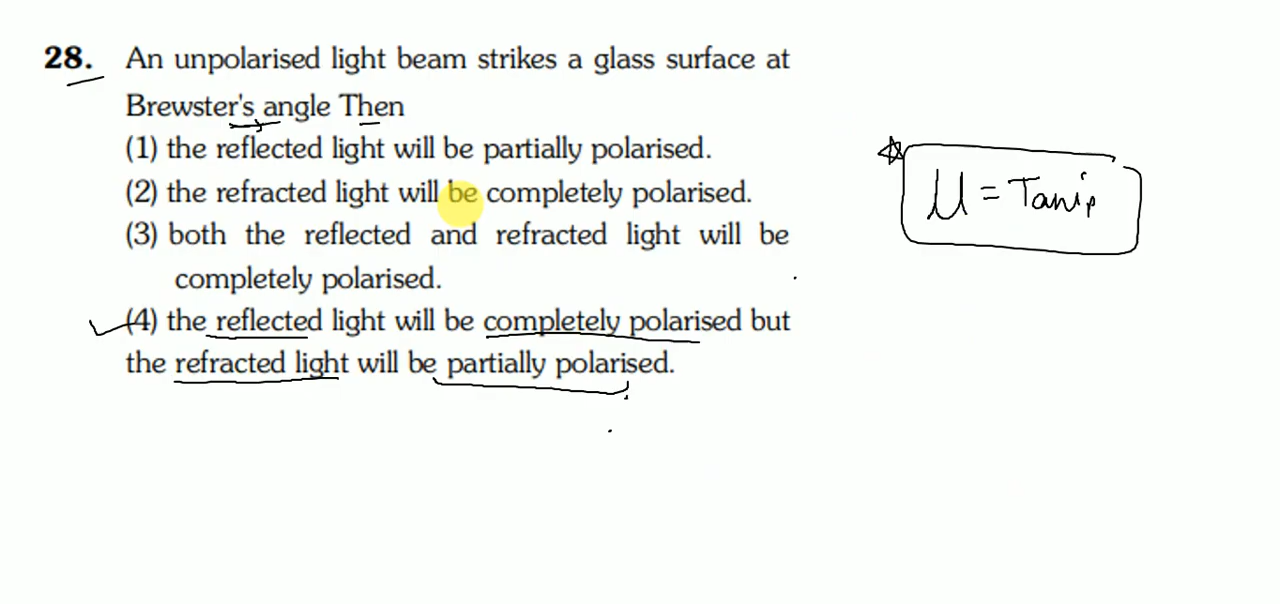 28. An unpolarised light beam strikes a glass surface at
Brewster's angle Then
(1) the reflected light will be partially polarised.
(2) the refracted light will be completely polarised.
(3) both the reflected and refracted light will be
completely polarised.
(4) the reflected light will be completely polarised but
the refracted light will be partially polarised.
μ = Tan iₚ